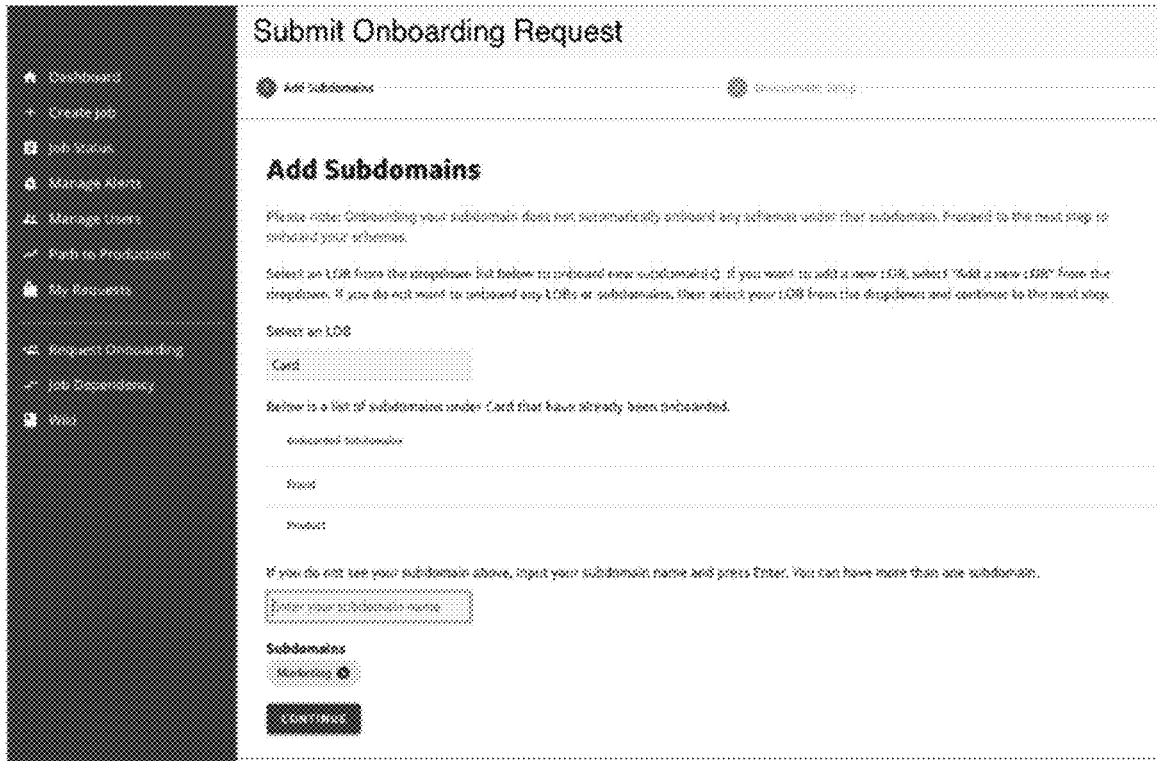 Submit Onboarding Request
Dashboard
Create Job
Job Status
Manage Alerts
Manage Users
Path to Production
My Requests
Request Onboarding
Job Dependency
Wiki
Add Subdomains
Add Subdomains
Please note: Onboarding your subdomain does not automatically onboard any schemas under that subdomain. Proceed to the next step to
onboard your schemas.
Select an LOB from the dropdown list below to onboard new subdomain(s). If you want to add a new LOB, select "Add a new LOB" from the
dropdown. If you do not want to onboard any LOBs or subdomains, then select your LOB from the dropdown and continue to the next step.
Select an LOB
Card
Below is a list of subdomains under Card that have already been onboarded.
Onboarded Subdomains
Fraud
Product
If you do not see your subdomain above, input your subdomain name and press Enter. You can have more than one subdomain.
Enter your subdomain name
Subdomains
Marketing
CONTINUE